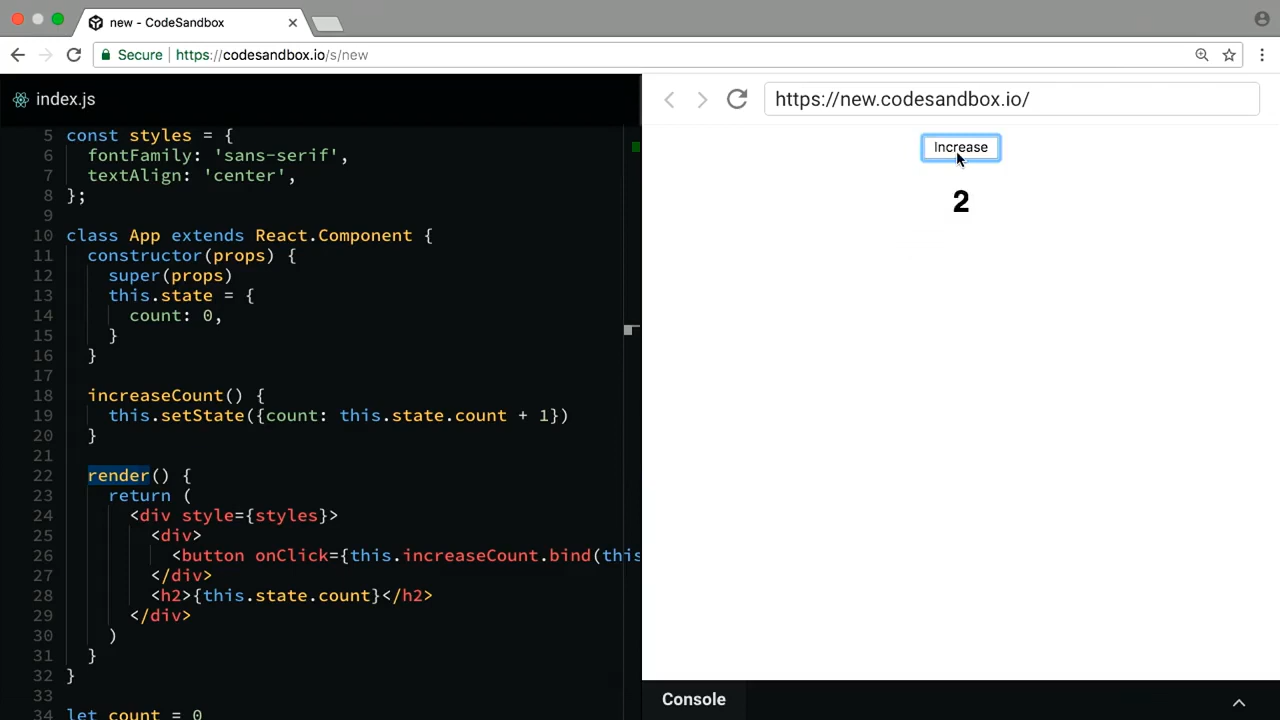 new - CodeSandbox
Secure https://codesandbox.io/s/new
index.js
5 const styles = {
6 fontFamily: 'sans-serif',
7 textAlign: 'center',
8 };
9
10 class App extends React.Component {
11 constructor(props) {
12 super(props)
13 this.state = {
14 count: 0,
15 }
16 }
17
18 increaseCount() {
19 this.setState({count: this.state.count + 1})
20 }
21
22 render() {
23 return (
24 <div style={styles}>
25 <div>
26 <button onClick={this.increaseCount.bind(this
27 </div>
28 <h2>{this.state.count}</h2>
29 </div>
30 )
31 }
32 }
33
34 let count = 0
https://new.codesandbox.io/
Increase
2
Console